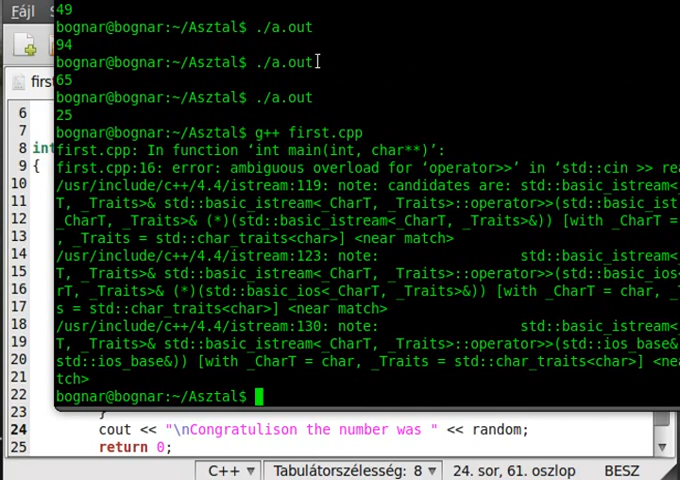 Fájl
49
bognar@bognar:~/Asztal$ ./a.out
94
bognar@bognar:~/Asztal$ ./a.out
65
bognar@bognar:~/Asztal$ ./a.out
25
bognar@bognar:~/Asztal$ g++ first.cpp
first.cpp: In function ‘int main(int, char**)’:
first.cpp:16: error: ambiguous overload for ‘operator>>’ in ‘std::cin >> rea
/usr/include/c++/4.4/istream:119: note: candidates are: std::basic_istream<_
T, _Traits>& std::basic_istream<_CharT, _Traits>::operator>>(std::basic_ist
_CharT, _Traits>& (*)(std::basic_istream<_CharT, _Traits>&)) [with _CharT =
, _Traits = std::char_traits<char>] <near match>
/usr/include/c++/4.4/istream:123: note: std::basic_istream<_
T, _Traits>& std::basic_istream<_CharT, _Traits>::operator>>(std::basic_ios<
rT, _Traits>& (*)(std::basic_ios<_CharT, _Traits>&)) [with _CharT = char, _T
s = std::char_traits<char>] <near match>
/usr/include/c++/4.4/istream:130: note: std::basic_istream<_
T, _Traits>& std::basic_istream<_CharT, _Traits>::operator>>(std::ios_base&
std::ios_base&)) [with _CharT = char, _Traits = std::char_traits<char>] <nea
tch>
bognar@bognar:~/Asztal$
first
6
7
8 int
9 {
10
11
12
13
14
15
16
17
18
19
20
21
22
23 }
24 cout << "\nCongratulison the number was " << random;
25 return 0;
C++ Tabulátorszélesség: 8 24. sor, 61. oszlop BESZ